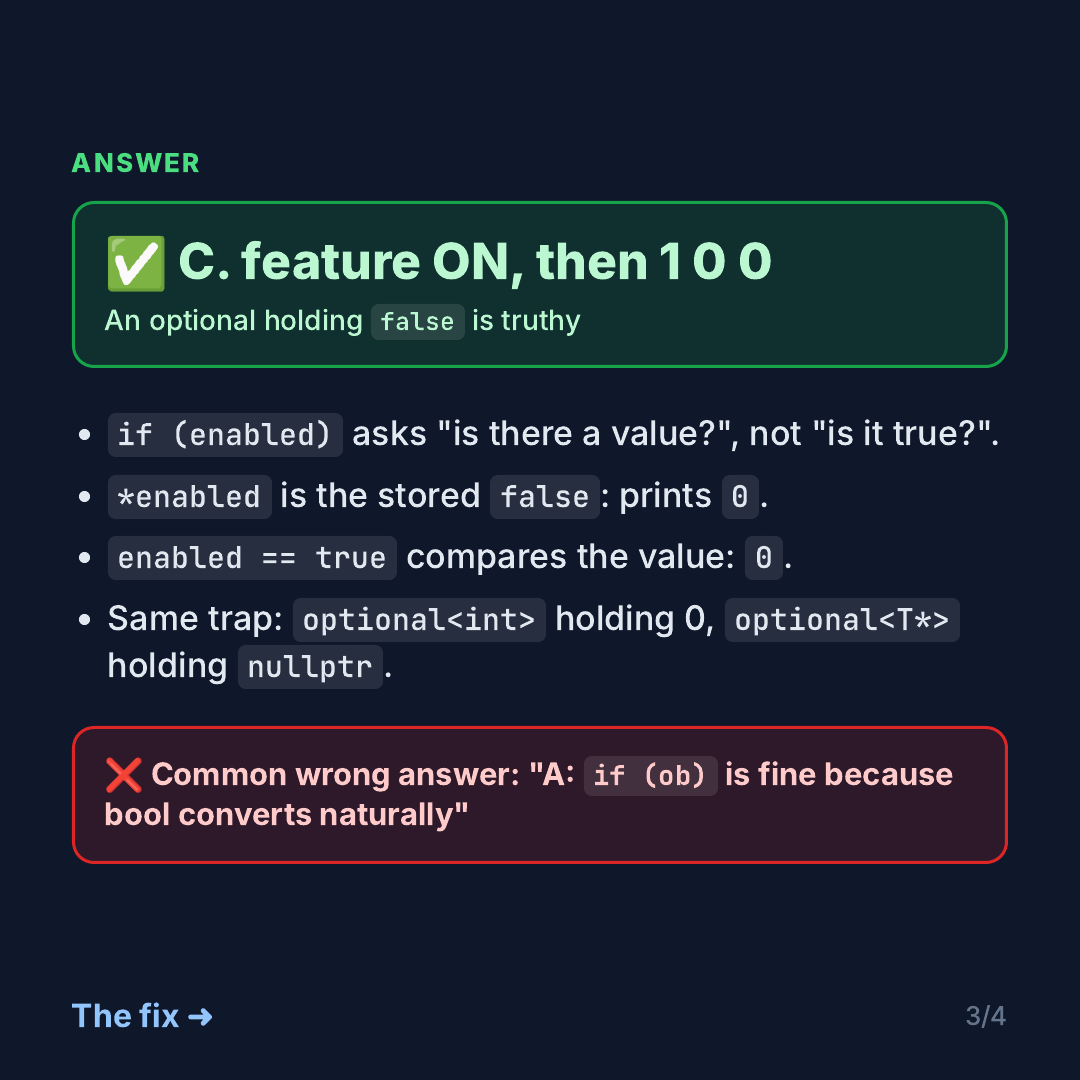 ANSWER
✅ C. feature ON, then 1 0 0
An optional holding false is truthy
• if (enabled) asks "is there a value?", not "is it true?".
• *enabled is the stored false: prints 0.
• enabled == true compares the value: 0.
• Same trap: optional<int> holding 0, optional<T*>
holding nullptr.
❌ Common wrong answer: "A: if (ob) is fine because
bool converts naturally"
The fix ➜
3/4